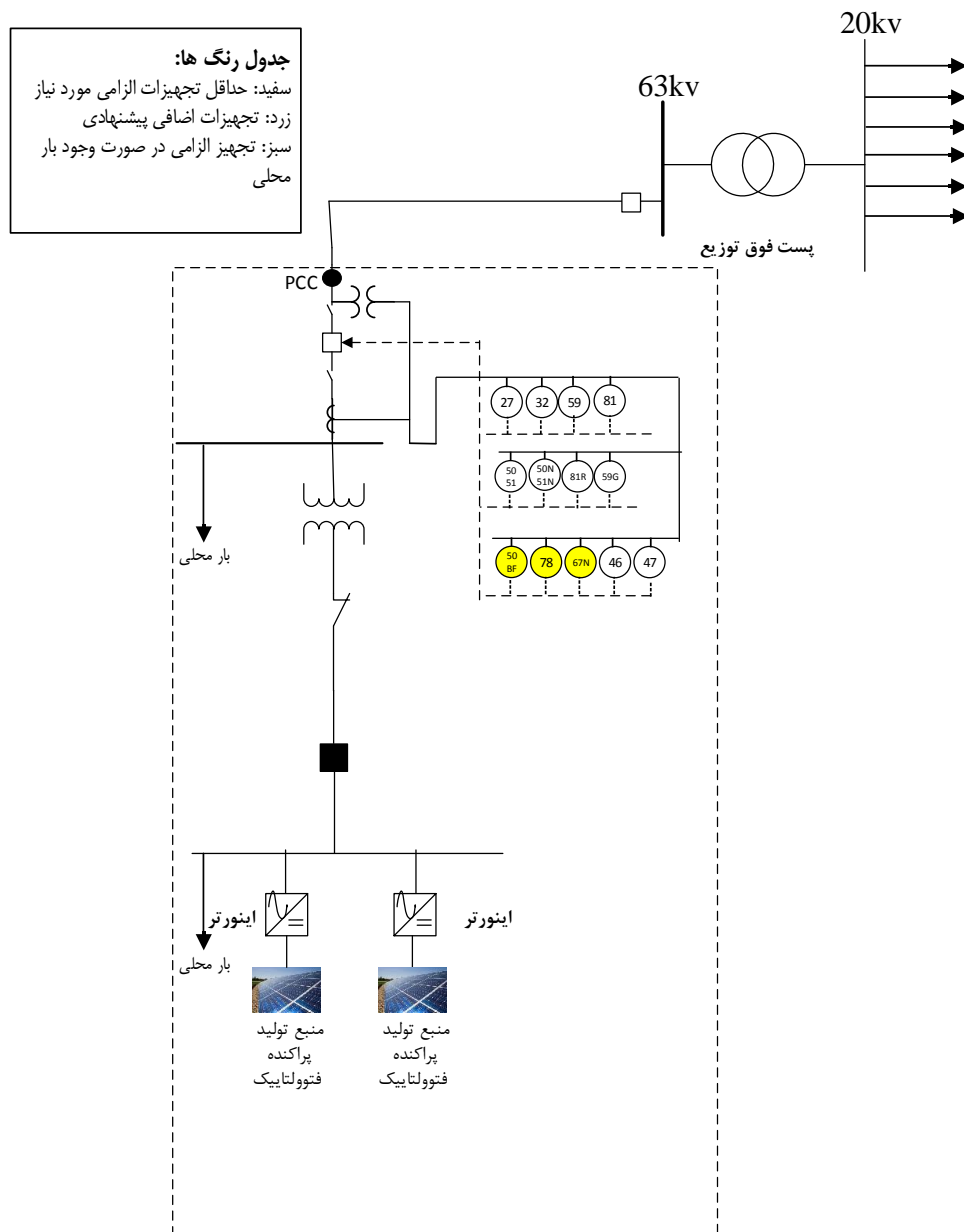 جدول رنگ ها:
سفید: حداقل تجهیزات الزامی مورد نیاز
زرد: تجهیزات اضافی پیشنهادی
سبز: تجهیز الزامی در صورت وجود بار
محلی
63kv
20kv
پست فوق توزیع
PCC
27
32
59
81
50
51
50N
51N
81R
59G
50
BF
78
67N
46
47
بار محلی
اینورتر
اینورتر
بار محلی
منبع تولید
پراکنده
فتوولتاییک
منبع تولید
پراکنده
فتوولتاییک